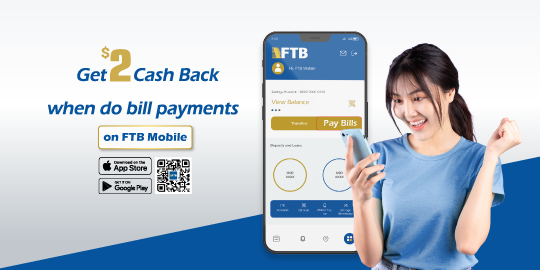 Get $2 Cash Back
when do bill payments
on FTB Mobile
Download on the
App Store
GET IT ON
Google Play
FTB
Hi, FTB Mobile
View Balance
Transfers
Pay Bills
Deposits and Loans